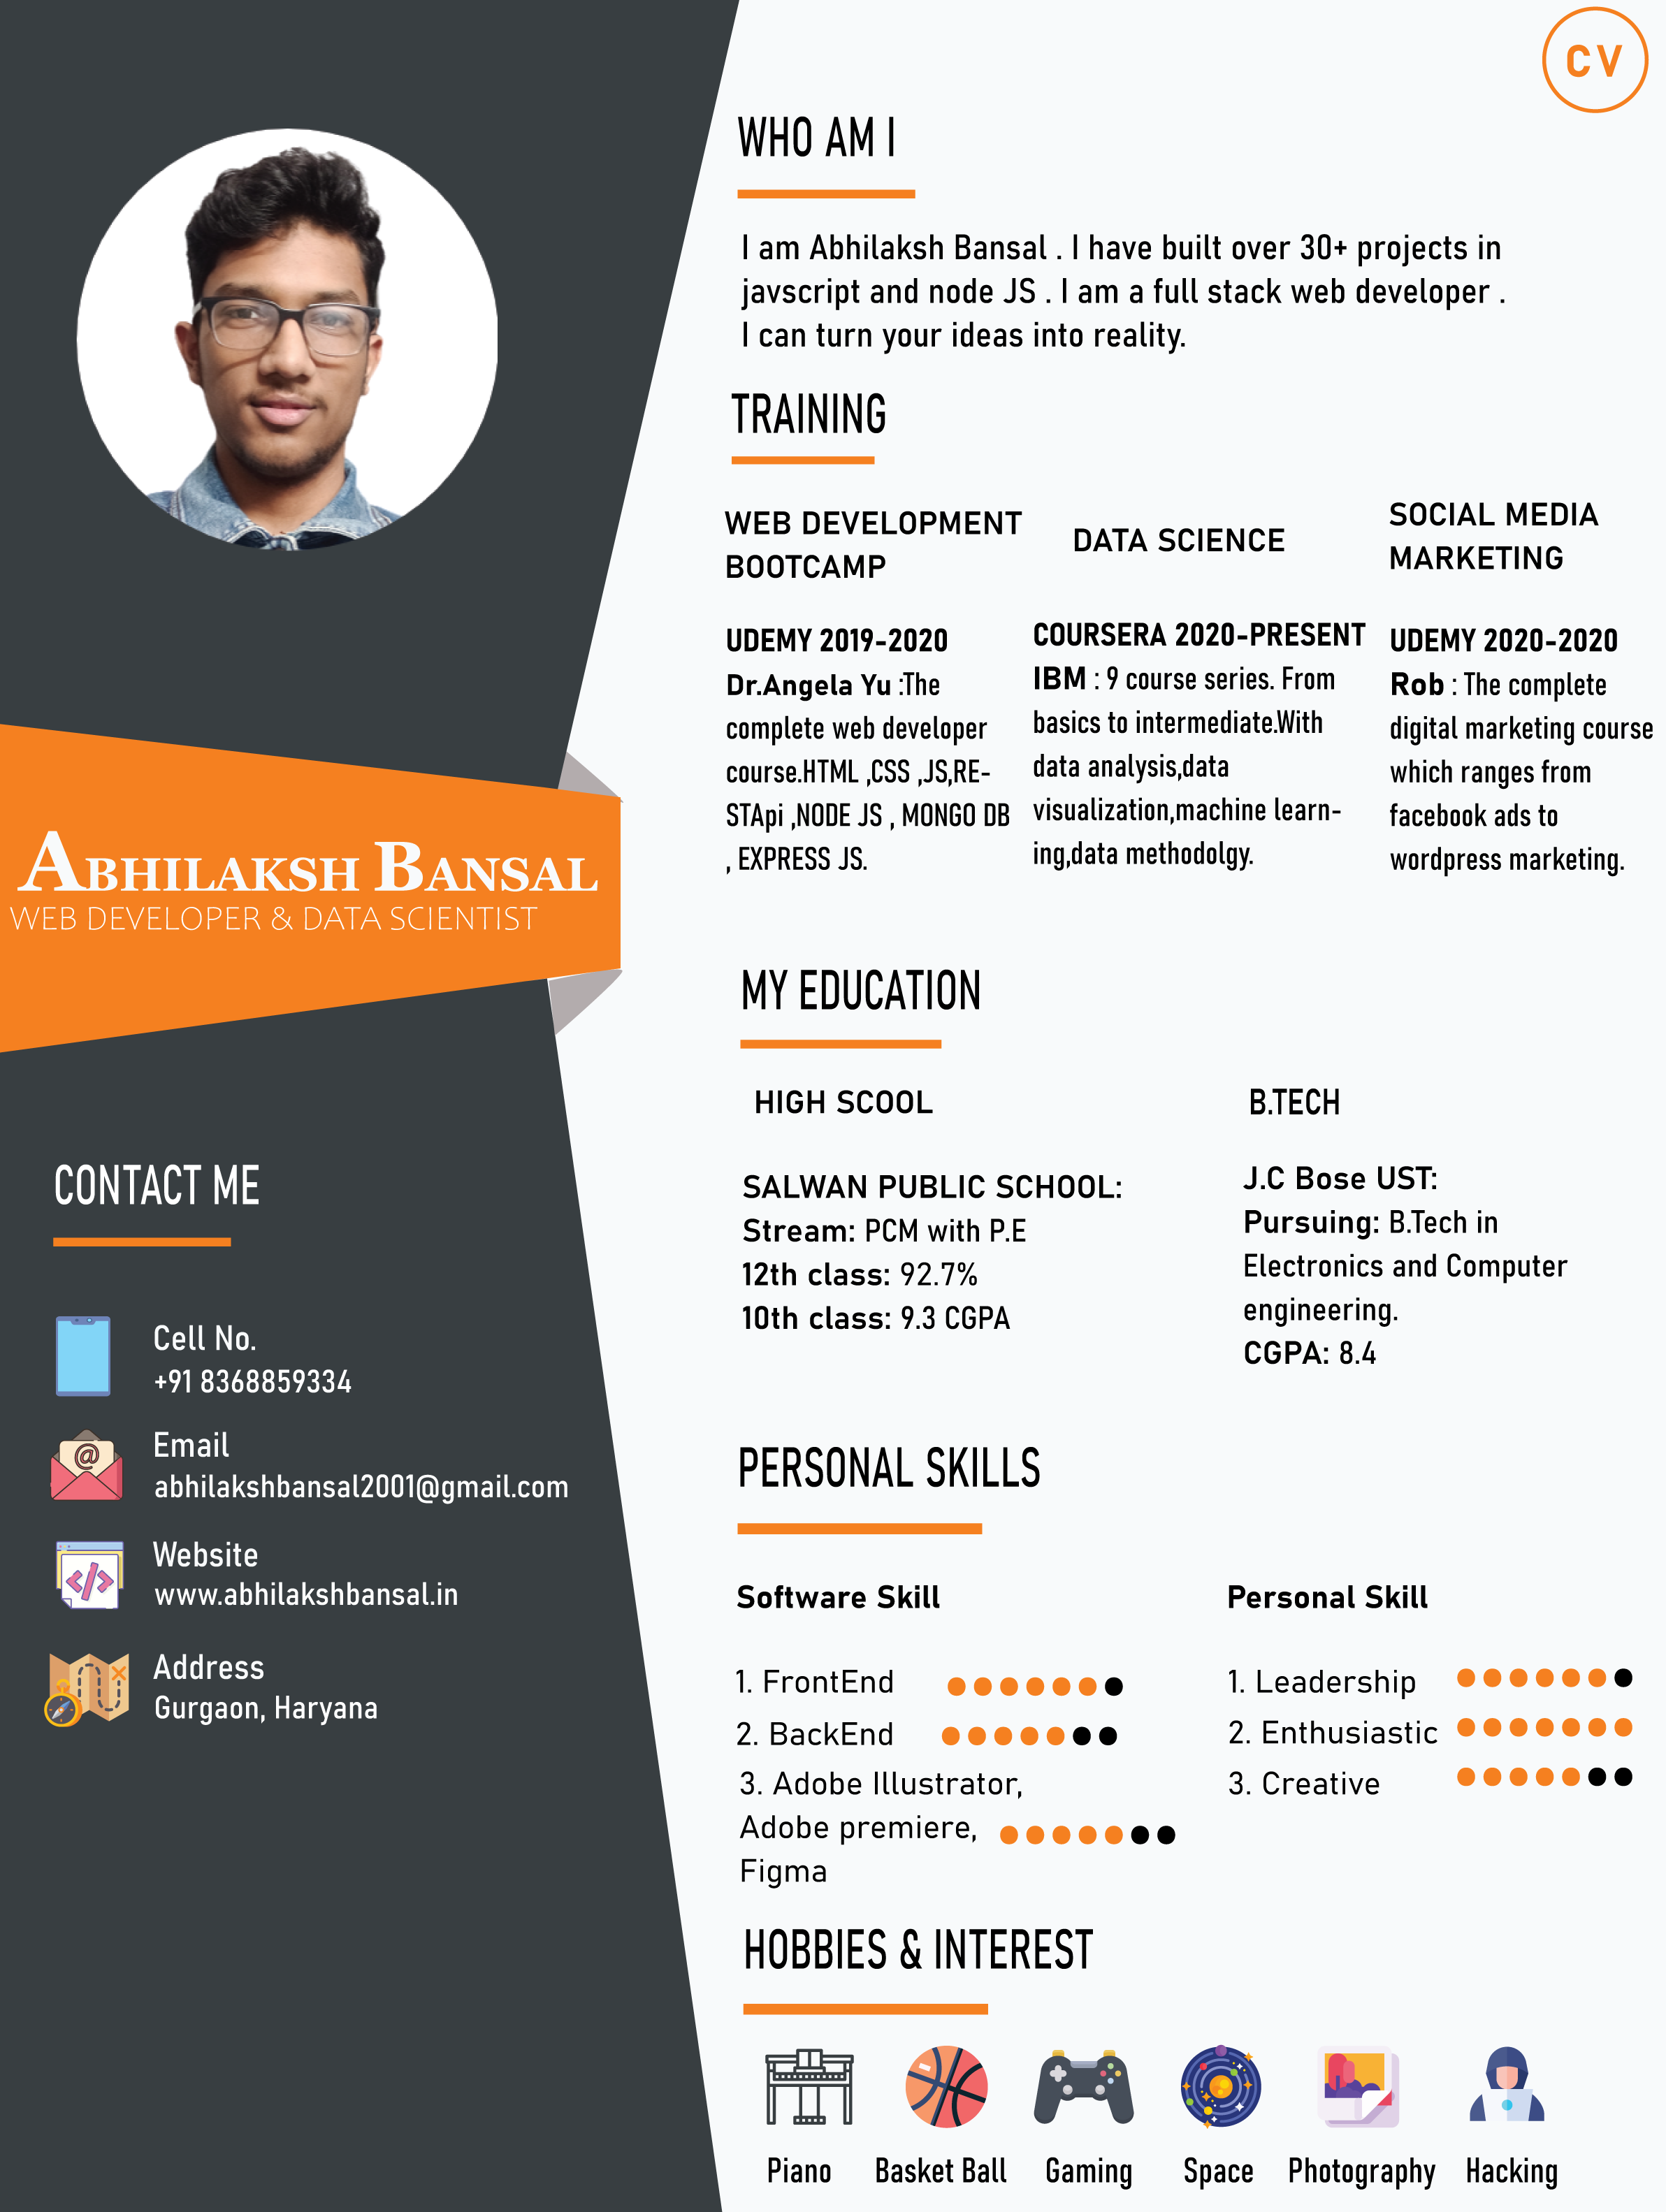 CV
WHO AM I
I am Abhilaksh Bansal . I have built over 30+ projects in
javscript and node JS . I am a full stack web developer .
I can turn your ideas into reality.
TRAINING
WEB DEVELOPMENT
BOOTCAMP
UDEMY 2019-2020
Dr.Angela Yu :The
complete web developer
course.HTML ,CSS ,JS,RE-
STApi ,NODE JS , MONGO DB
, EXPRESS JS.
DATA SCIENCE
COURSERA 2020-PRESENT
IBM : 9 course series. From
basics to intermediate.With
data analysis,data
visualization,machine learn-
ing,data methodolgy.
SOCIAL MEDIA
MARKETING
UDEMY 2020-2020
Rob : The complete
digital marketing course
which ranges from
facebook ads to
wordpress marketing.
ABHILAKSH BANSAL
WEB DEVELOPER & DATA SCIENTIST
CONTACT ME
Cell No.
+91 8368859334
Email
@
abhilakshbansal2001@gmail.com
Website
</>
www.abhilakshbansal.in
Address
Gurgaon, Haryana
MY EDUCATION
HIGH SCOOL
SALWAN PUBLIC SCHOOL:
Stream: PCM with P.E
12th class: 92.7%
10th class: 9.3 CGPA
B.TECH
J.C Bose UST:
Pursuing: B.Tech in
Electronics and Computer
engineering.
CGPA: 8.4
PERSONAL SKILLS
Software Skill
1. FrontEnd
2. BackEnd
3. Adobe Illustrator,
Adobe premiere,
Figma
Personal Skill
1. Leadership
2. Enthusiastic
3. Creative
HOBBIES & INTEREST
Piano
Basket Ball
Gaming
Space
Photography
Hacking